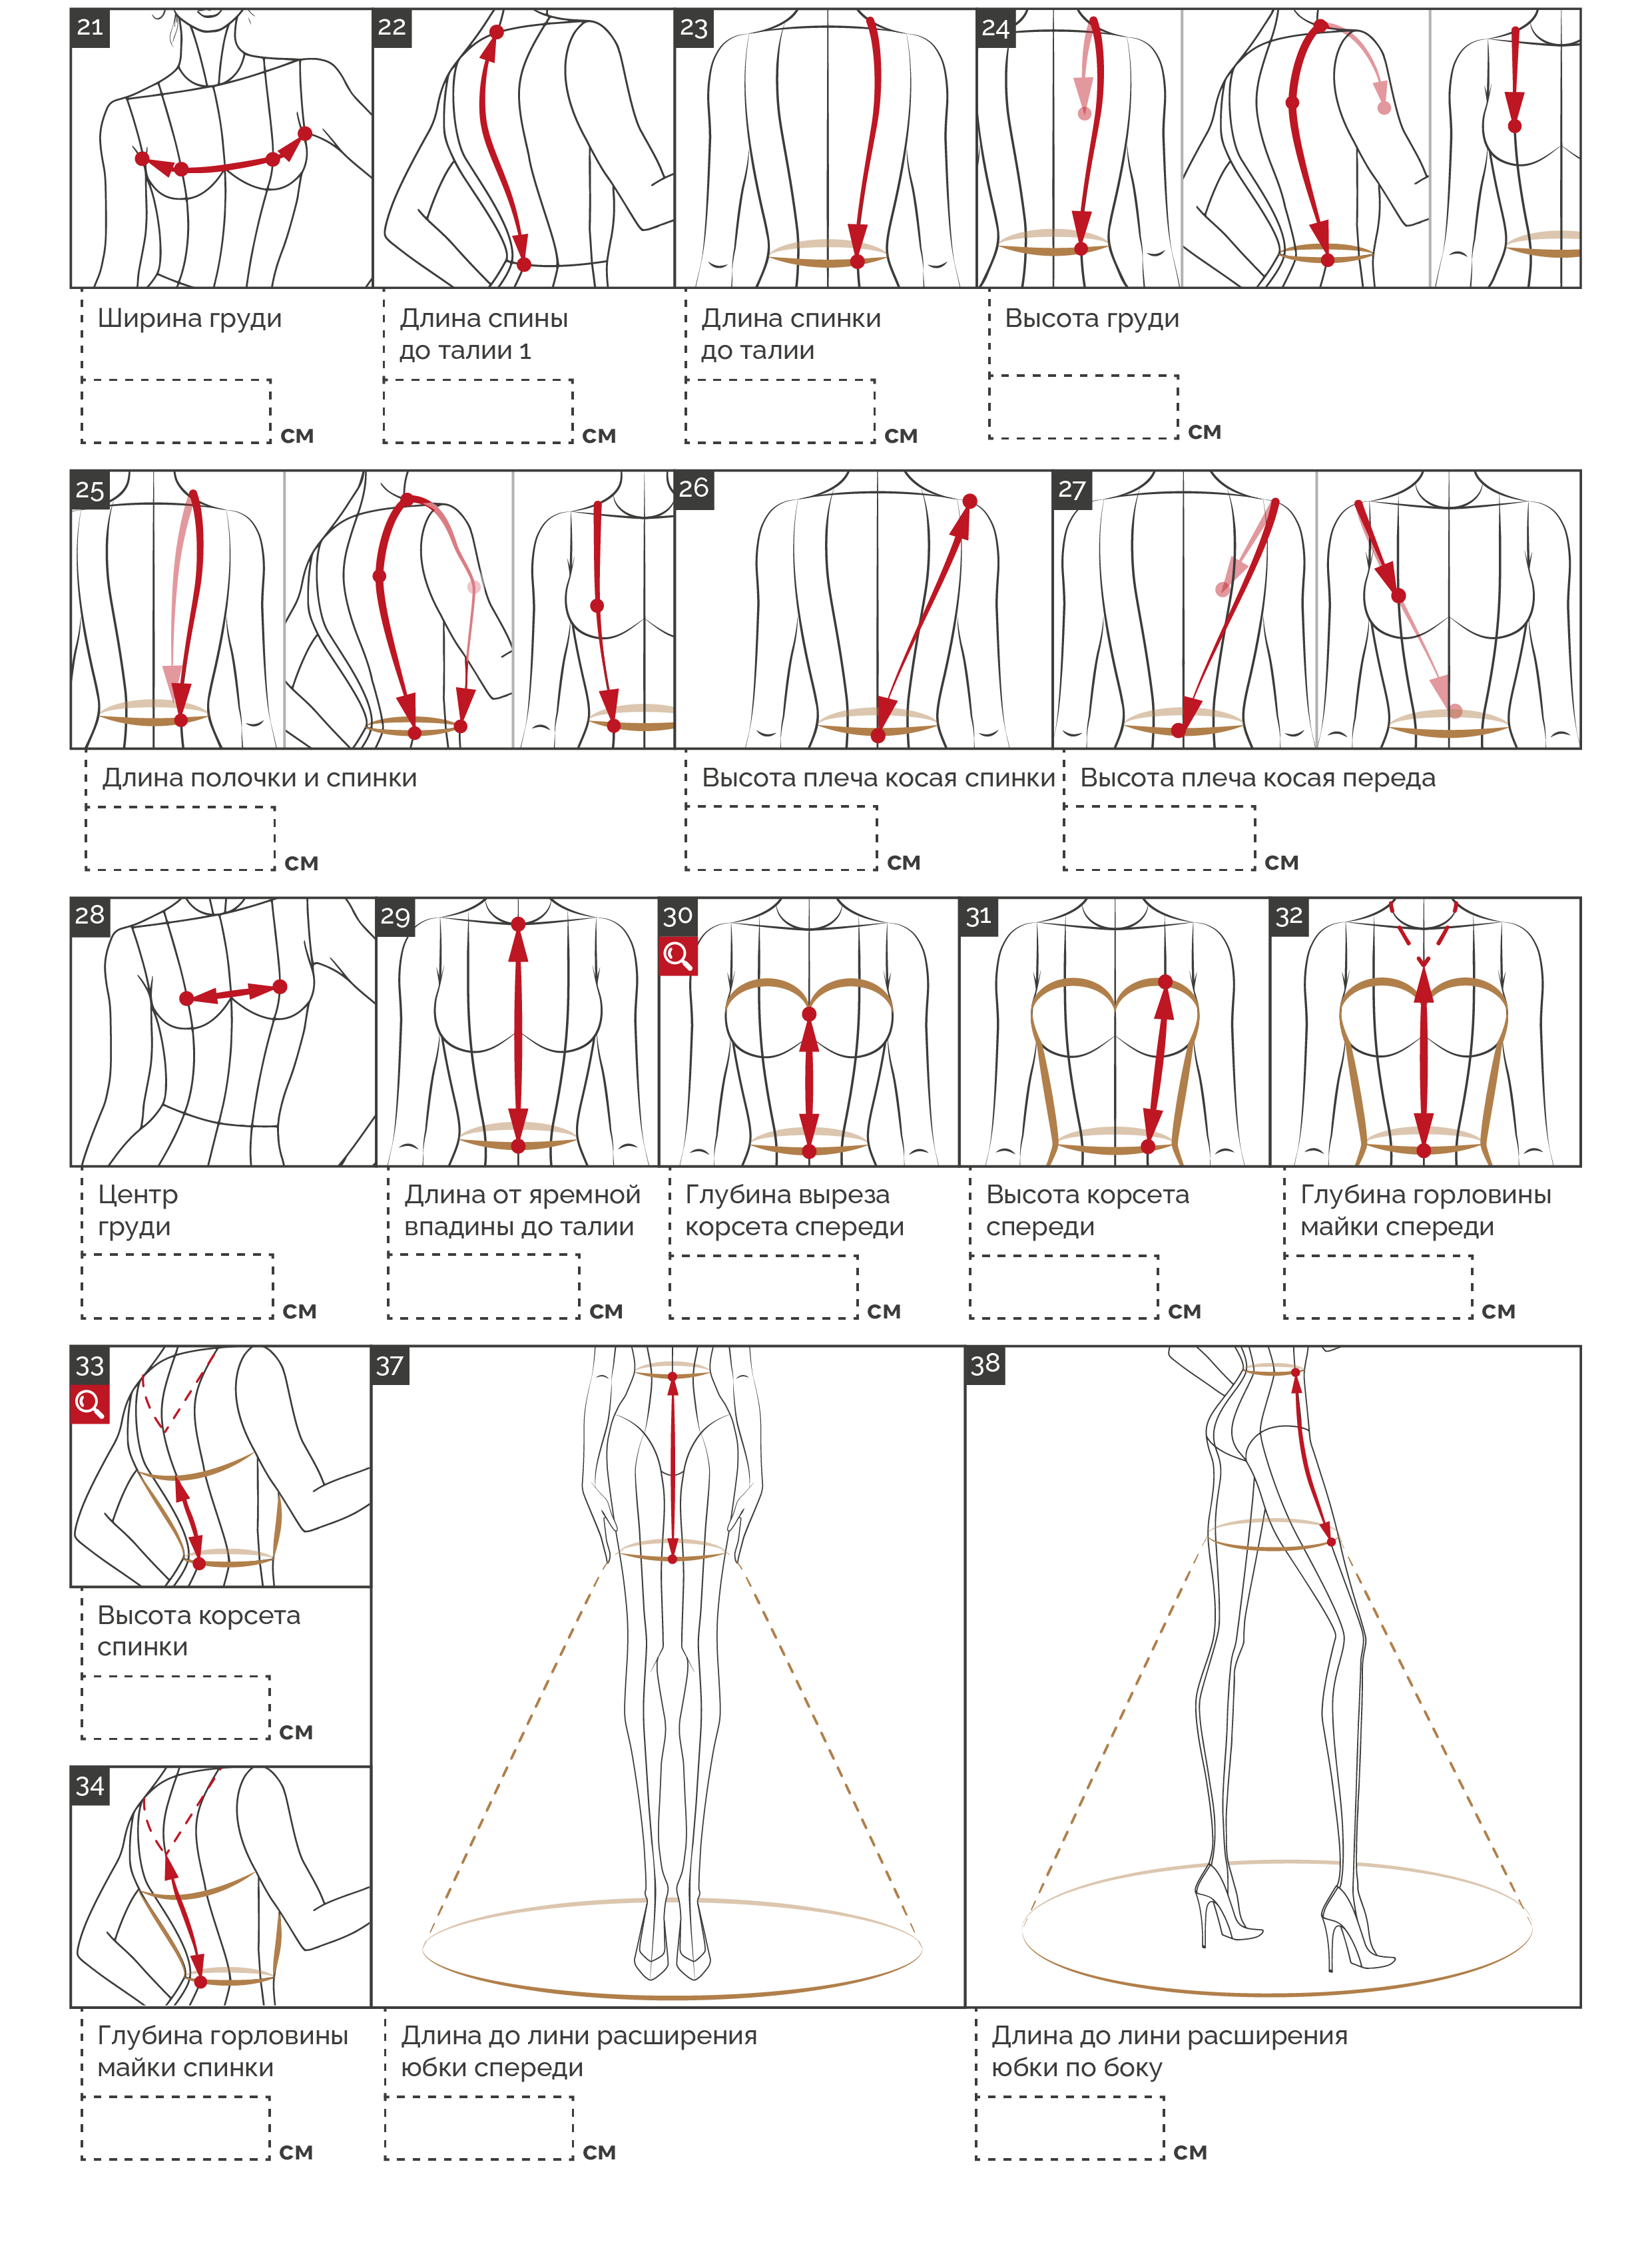 21
22
23
24
Ширина груди
Длина спины
до талии 1
Длина спинки
до талии
Высота груди
см
см
см
см
25
26
27
Длина полочки и спинки
Высота плеча косая спинки
Высота плеча косая переда
см
см
см
28
29
30
31
32
Центр
груди
Длина от яремной
впадины до талии
Глубина выреза
корсета спереди
Высота корсета
спереди
Глубина горловины
майки спереди
см
см
см
см
см
33
37
38
Высота корсета
спинки
см
34
Глубина горловины
майки спинки
Длина до лини расширения
юбки спереди
Длина до лини расширения
юбки по боку
см
см
см